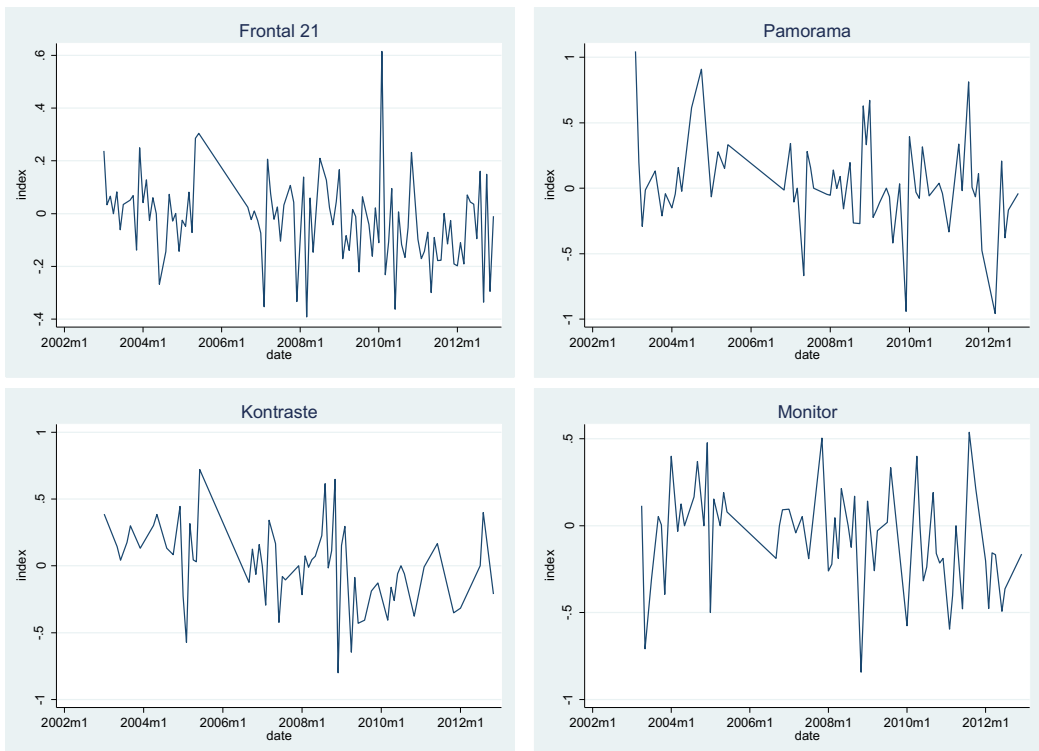 Frontal 21
.6
.4
.2
0
-.2
-.4
index
2002m1 2004m1 2006m1 2008m1 2010m1 2012m1
date
Pamorama
1
.5
0
-.5
-1
index
2002m1 2004m1 2006m1 2008m1 2010m1 2012m1
date
Kontraste
1
.5
0
-.5
-1
index
2002m1 2004m1 2006m1 2008m1 2010m1 2012m1
date
Monitor
.5
0
-.5
-1
index
2002m1 2004m1 2006m1 2008m1 2010m1 2012m1
date